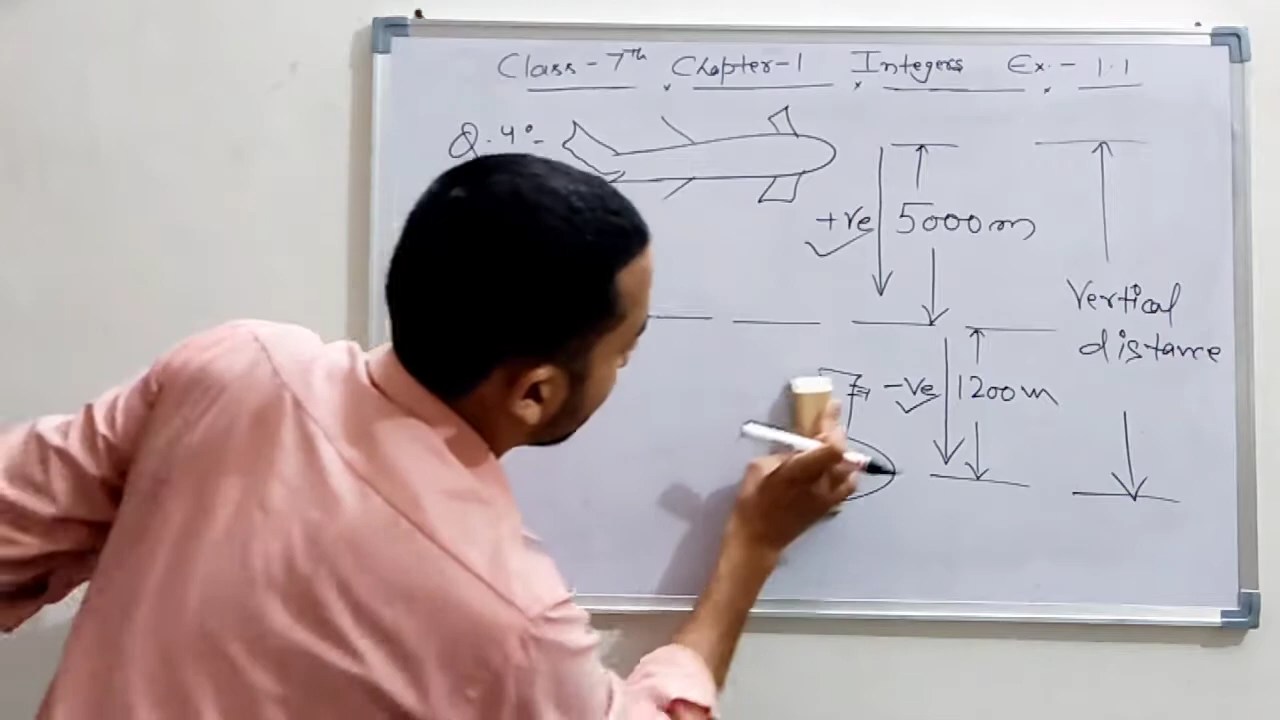 Class-7th Chapter-1 Integers Ex.- 1.1
Q.4:-
+ve 5000m
Vertical
distance
-ve 1200m